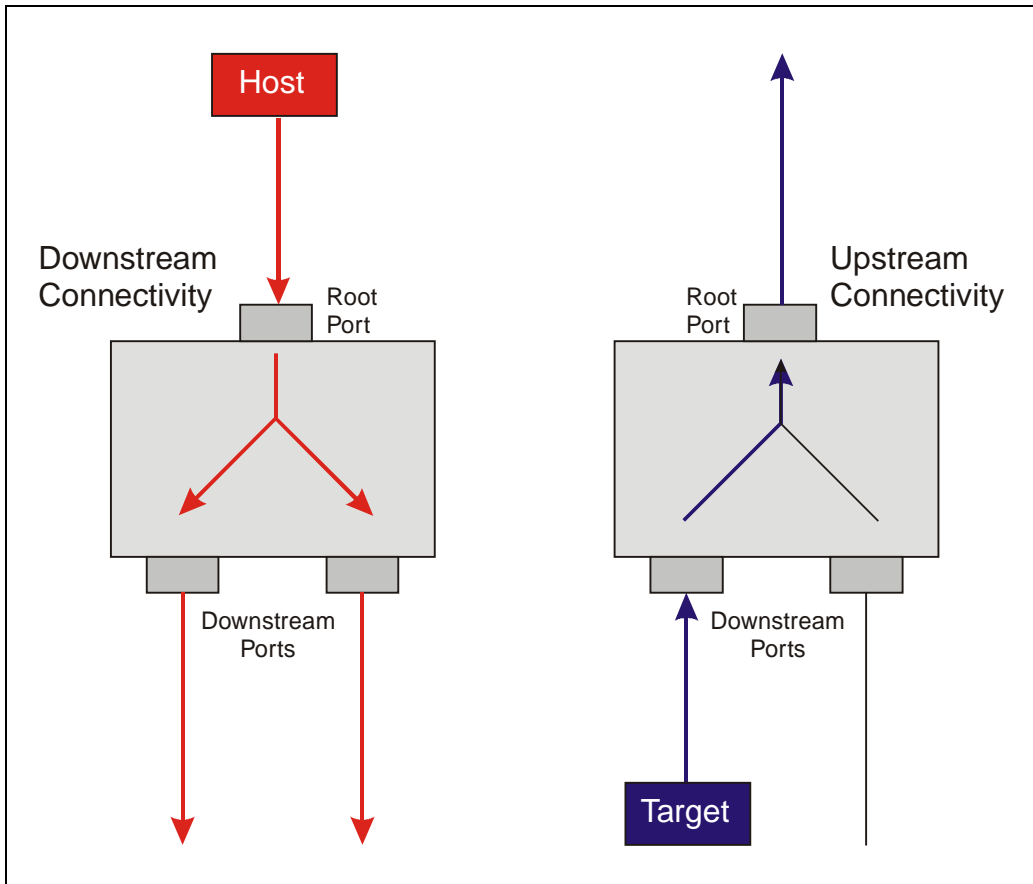 Host
Downstream
Connectivity
Root
Port
Downstream
Ports
Upstream
Connectivity
Root
Port
Downstream
Ports
Target